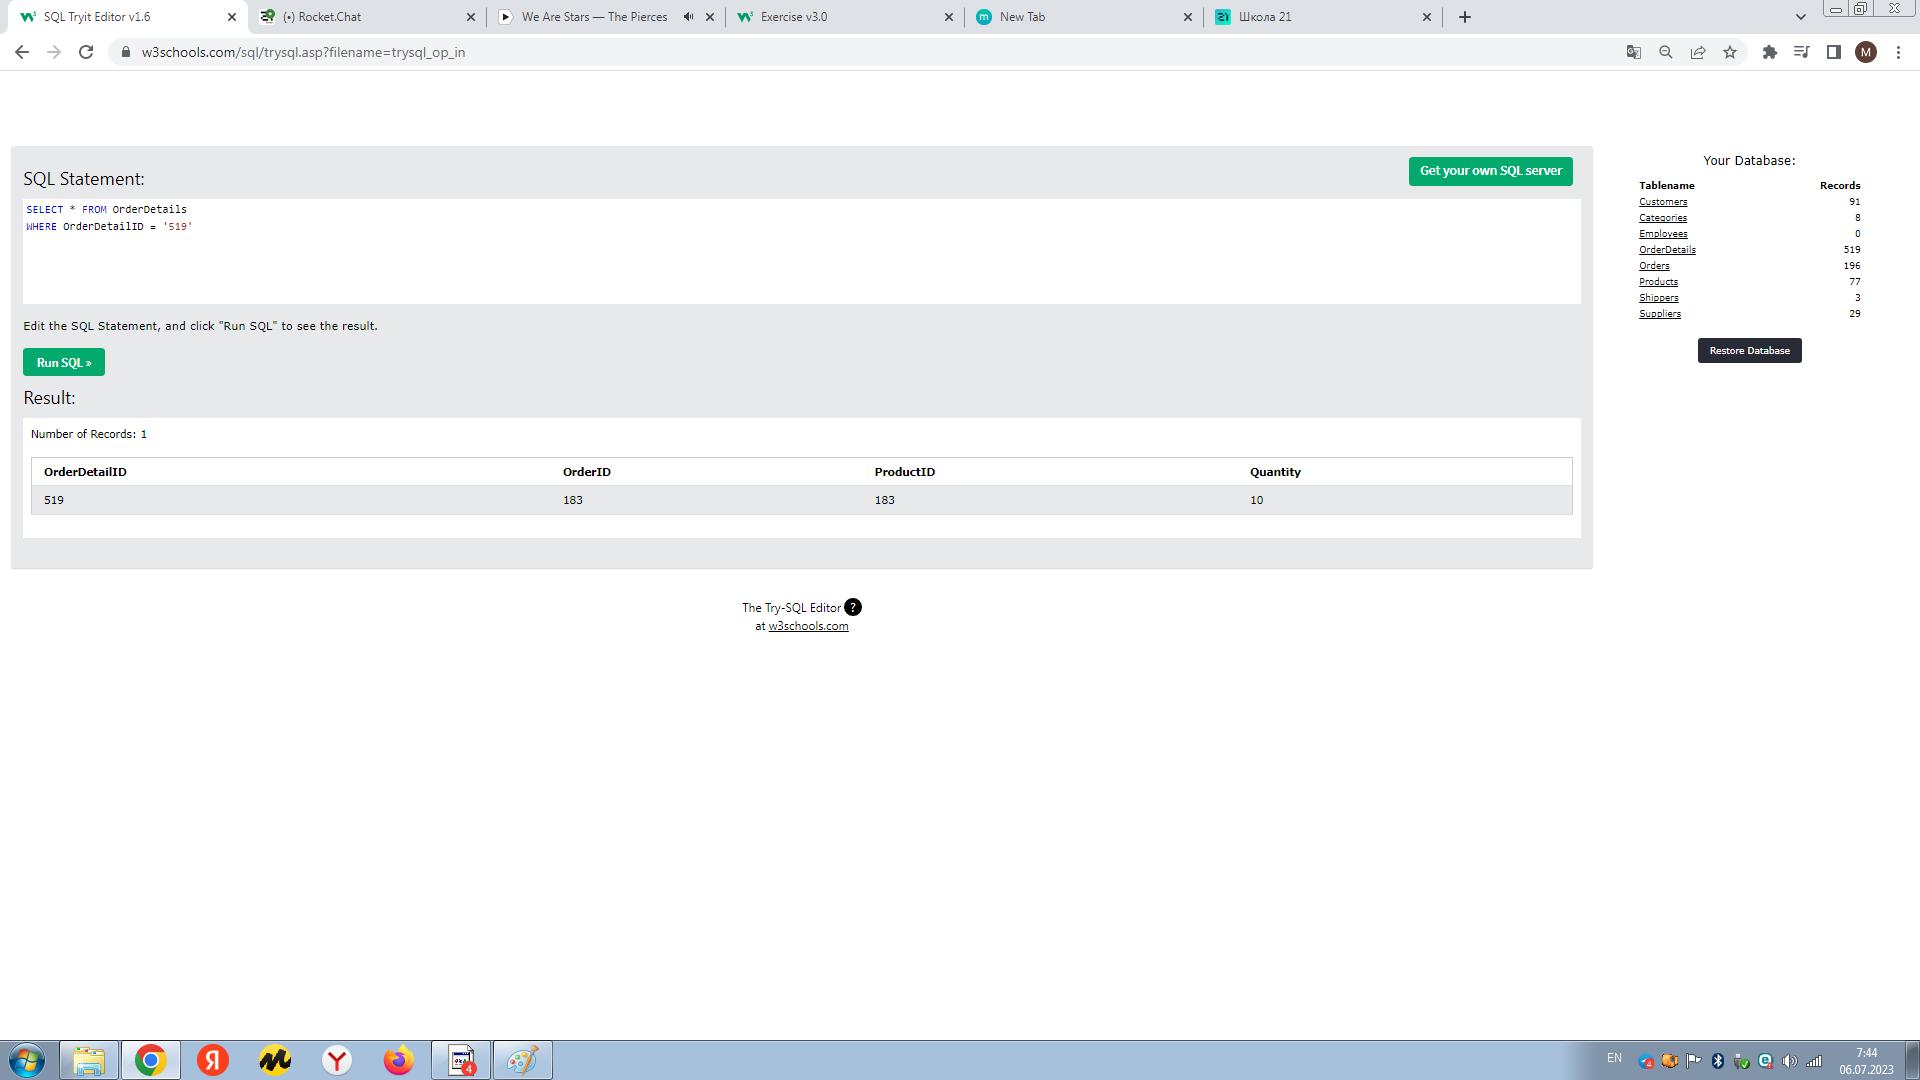 SQL Tryit Editor v1.6
(•) Rocket.Chat
We Are Stars — The Pierces
Exercise v3.0
m New Tab
21 Школа 21
w3schools.com/sql/trysql.asp?filename=trysql_op_in
M
SQL Statement:
Get your own SQL server
SELECT * FROM OrderDetails
WHERE OrderDetailID = '519'
Edit the SQL Statement, and click "Run SQL" to see the result.
Run SQL »
Result:
Number of Records: 1
OrderDetailID OrderID ProductID Quantity
519 183 183 10
Your Database:
Tablename Records
Customers 91
Categories 8
Employees 0
OrderDetails 519
Orders 196
Products 77
Shippers 3
Suppliers 29
Restore Database
The Try-SQL Editor ?
at w3schools.com
Я
Y
4
EN
7:44
06.07.2023